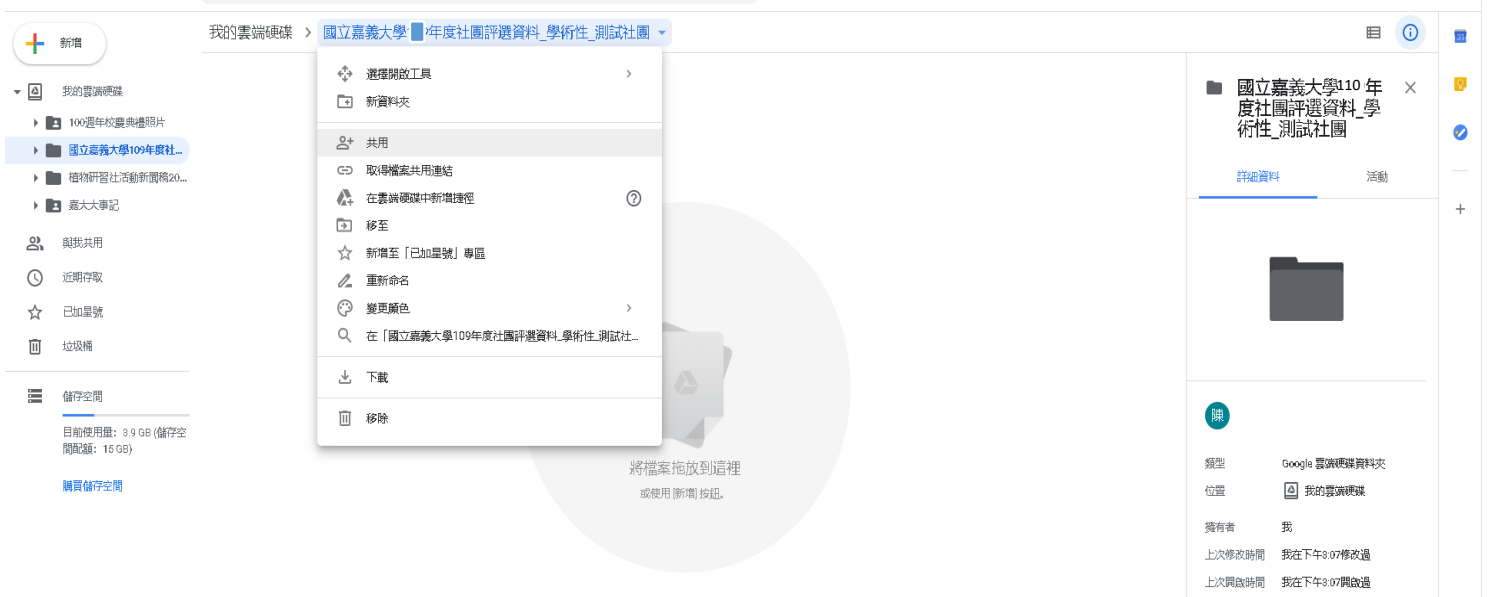 新增
我的雲端硬碟
100週年校慶典禮照片
國立嘉義大學109年度社...
植物研習社活動新聞稿20...
嘉大大事記
與我共用
近期存取
已加星號
垃圾桶
儲存空間
目前使用量：3.9 GB (儲存空
間配額：15 GB)
購買儲存空間
我的雲端硬碟 > 國立嘉義大學 年度社團評選資料_學術性_測試社團
選擇開啟工具
新資料夾
共用
取得檔案共用連結
在雲端硬碟中新增捷徑
移至
新增至「已加星號」專區
重新命名
變更顏色
在「國立嘉義大學109年度社團評選資料_學術性_測試社...
下載
移除
將檔案拖放到這裡
或使用 [新增] 按鈕。
國立嘉義大學110 年
度社團評選資料_學
術性_測試社團
詳細資料 活動
陳
類型 Google 雲端硬碟資料夾
位置 我的雲端硬碟
擁有者 我
上次修改時間 我在下午3:07修改過
上次開啟時間 我在下午3:07開啟過
31